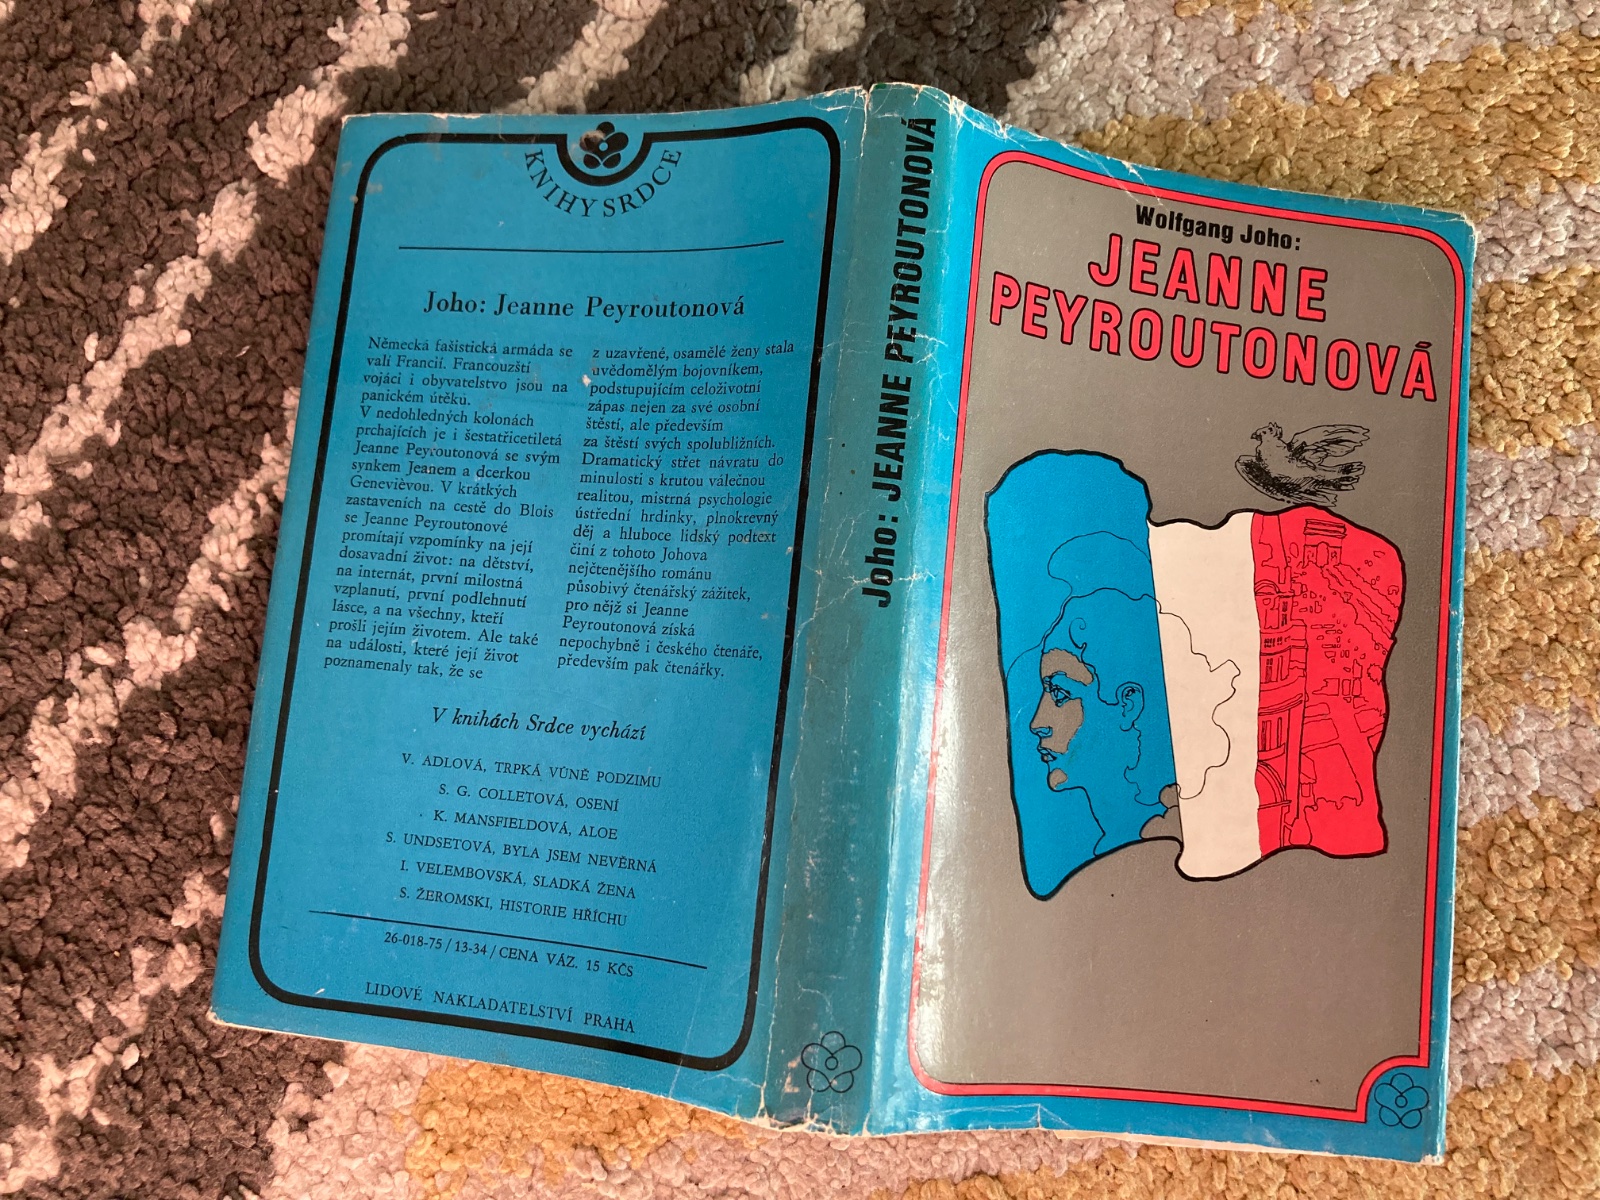 KNIHY SRDCE
Joho: Jeanne Peyroutonová
Německá fašistická armáda se
valí Francií. Francouzští
vojáci i obyvatelstvo jsou na
panickém útěku.
V nedohledných kolonách
prchajících je i šestatřicetiletá
Jeanne Peyroutonová se svým
synkem Jeanem a dcerkou
Genevièvou. V krátkých
zastaveních na cestě do Blois
se Jeanne Peyroutonové
promítají vzpomínky na její
dosavadní život: na dětství,
na internát, první milostná
vzplanutí, první podlehnutí
lásce, a na všechny, kteří
prošli jejím životem. Ale také
na události, které její život
poznamenaly tak, že se
z uzavřené, osamělé ženy stala
uvědomělým bojovníkem,
podstupujícím celoživotní
zápas nejen za své osobní
štěstí, ale především
za štěstí svých spolubližních.
Dramatický střet návratu do
minulosti s krutou válečnou
realitou, mistrná psychologie
ústřední hrdinky, plnokrevný
děj a hluboce lidský podtext
činí z tohoto Johova
nejčtenějšího románu
působivý čtenářský zážitek,
pro nějž si Jeanne
Peyroutonová získá
nepochybně i českého čtenáře,
především pak čtenářky.
V knihách Srdce vychází
V. ADLOVÁ, TRPKÁ VŮNĚ PODZIMU
S. G. COLLETOVÁ, OSENÍ
K. MANSFIELDOVÁ, ALOE
S. UNDSETOVÁ, BYLA JSEM NEVĚRNÁ
I. VELEMBOVSKÁ, SLADKÁ ŽENA
S. ŽEROMSKI, HISTORIE HŘÍCHU
26-018-75 / 13-34 / CENA VÁZ. 15 KČS
LIDOVÉ NAKLADATELSTVÍ PRAHA
Joho: JEANNE PEYROUTONOVÁ
Wolfgang Joho:
JEANNE
PEYROUTONOVÁ